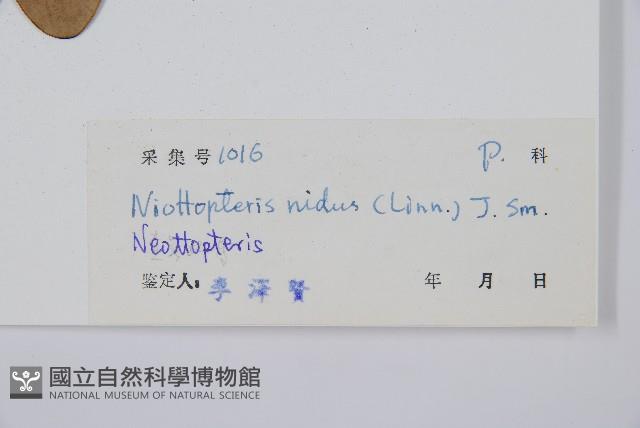 采集号 1016 P. 科
Niottopteris nidus (Linn.) J. Sm.
Neottopteris
鉴定人: 李泽贤 年 月 日
國立自然科學博物館
NATIONAL MUSEUM OF NATURAL SCIENCE